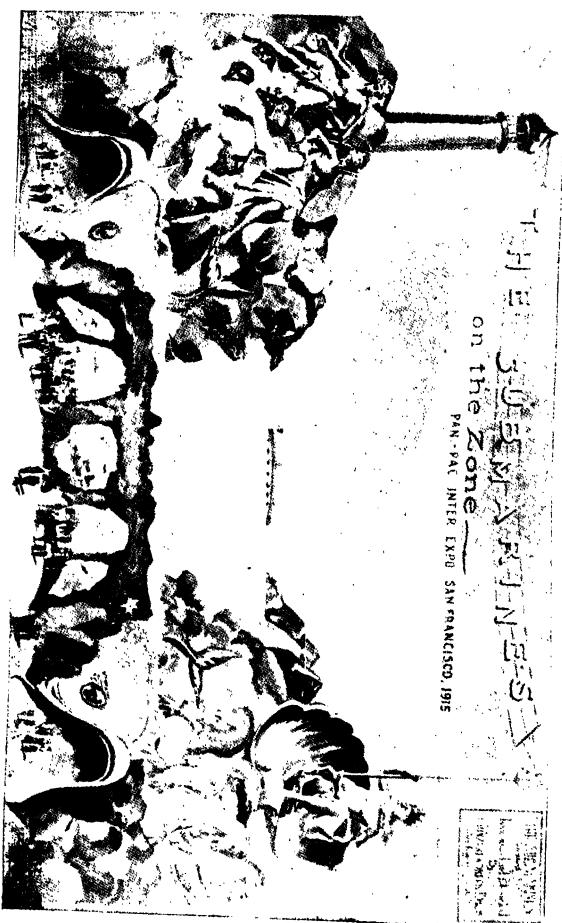 THE SUBMARINES
on the Zone
PAN-PAC INTER EXPO SAN FRANCISCO, 1915